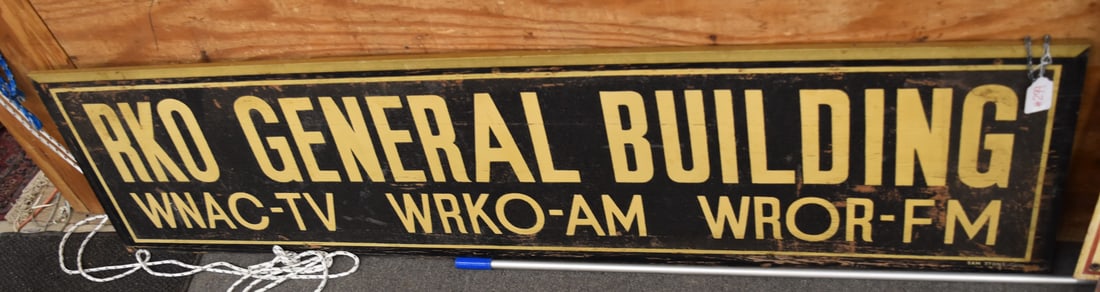 RKO GENERAL BUILDING
WNAC-TV WRKO-AM WROR-FM